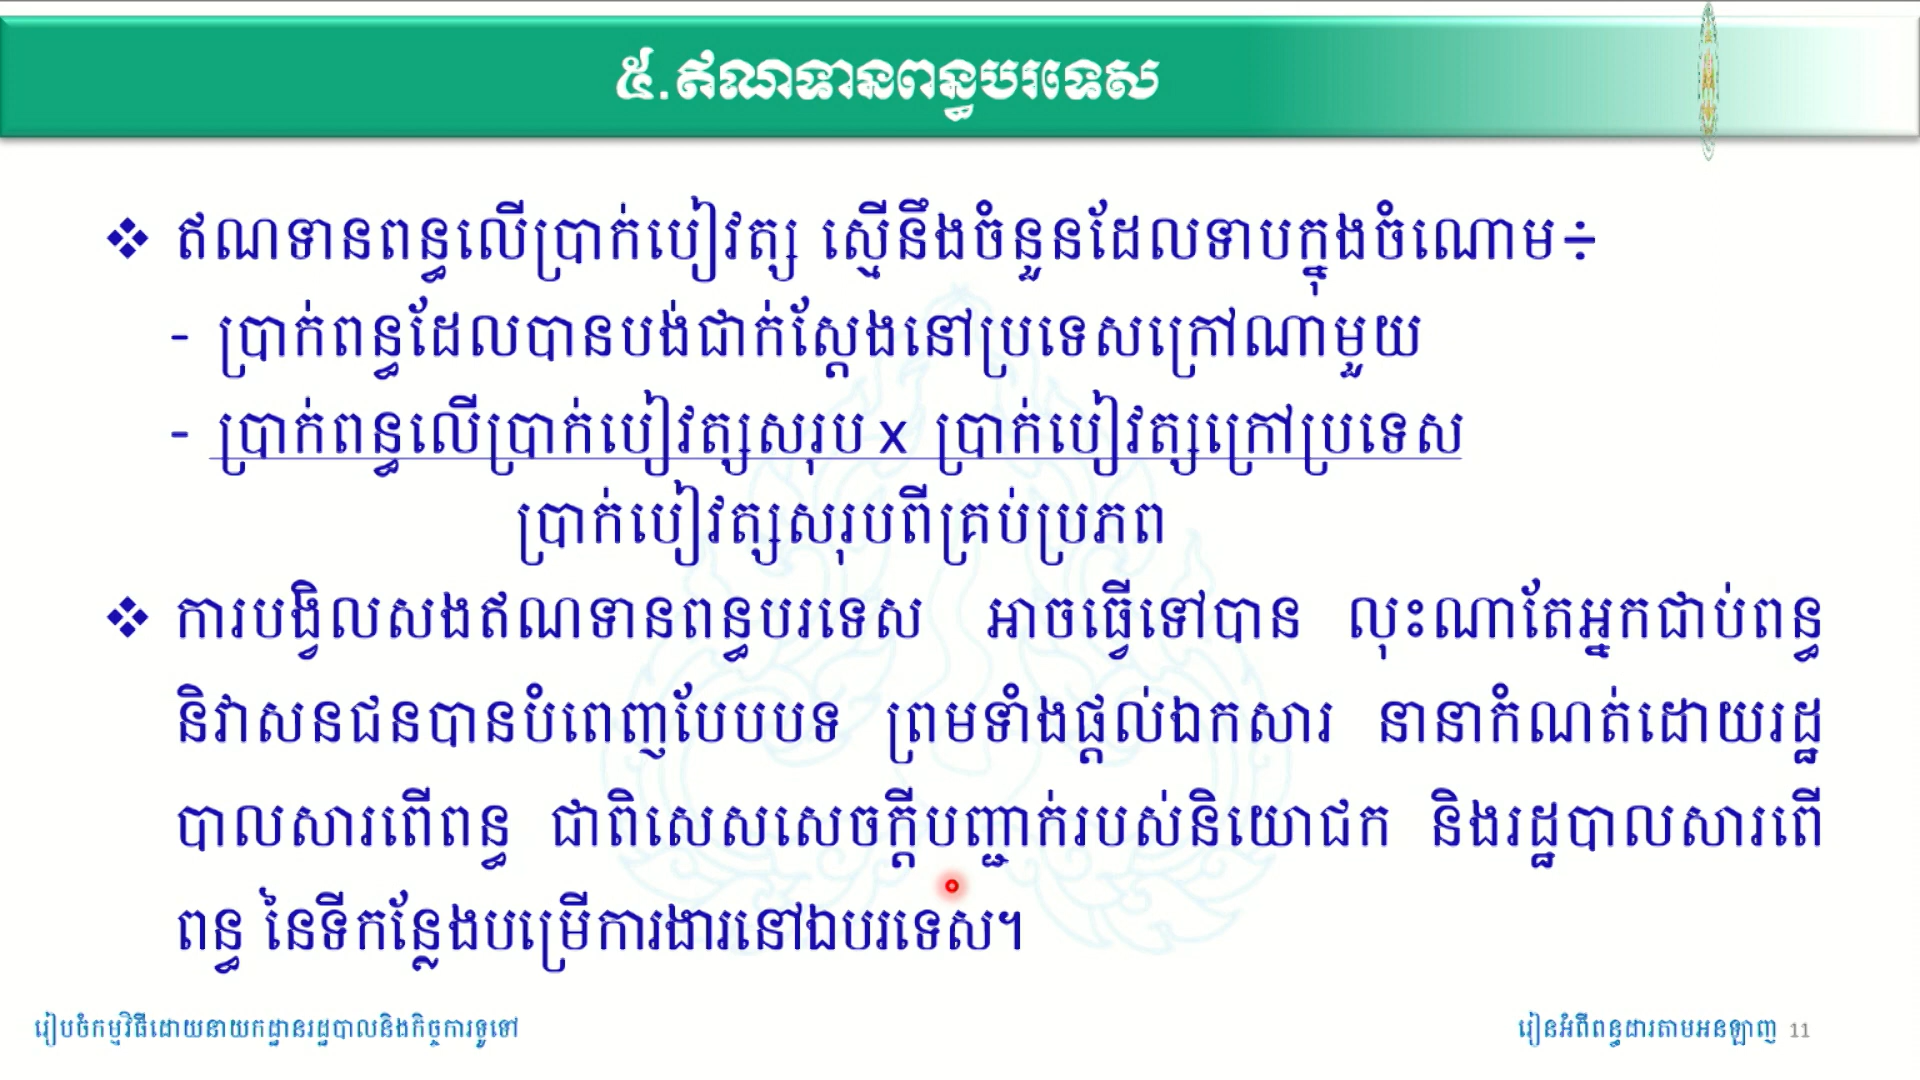 ៥.ឥណទានពន្ធបរទេស
❖ ឥណទានពន្ធលើប្រាក់បៀវត្ស ស្មើនឹងចំនួនដែលទាបក្នុងចំណោម÷
- ប្រាក់ពន្ធដែលបានបង់ជាក់ស្តែងនៅប្រទេសក្រៅណាមួយ
- ប្រាក់ពន្ធលើប្រាក់បៀវត្សសរុប x ប្រាក់បៀវត្សក្រៅប្រទេស
ប្រាក់បៀវត្សសរុបពីគ្រប់ប្រភព
❖ ការបង្វិលសងឥណទានពន្ធបរទេស អាចធ្វើទៅបាន លុះណាតែអ្នកជាប់ពន្ធ
និវាសនជនបានបំពេញបែបបទ ព្រមទាំងផ្តល់ឯកសារ នានាកំណត់ដោយរដ្ឋ
បាលសារពើពន្ធ ជាពិសេសសេចក្តីបញ្ជាក់របស់និយោជក និងរដ្ឋបាលសារពើ
ពន្ធ នៃទីកន្លែងបម្រើការងារនៅឯបរទេស។
រៀបចំកម្មវិធីដោយនាយកដ្ឋានរដ្ឋបាលនិងកិច្ចការទូទៅ
រៀនអំពីពន្ធដារតាមអនឡាញ 11